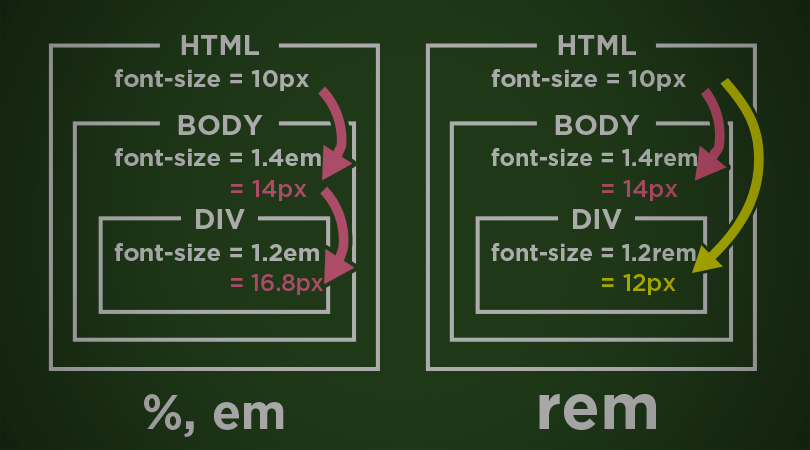 HTML
font-size = 10px
BODY
font-size = 1.4em
= 14px
DIV
font-size = 1.2em
= 16.8px
%, em
HTML
font-size = 10px
BODY
font-size = 1.4rem
= 14px
DIV
font-size = 1.2rem
= 12px
rem